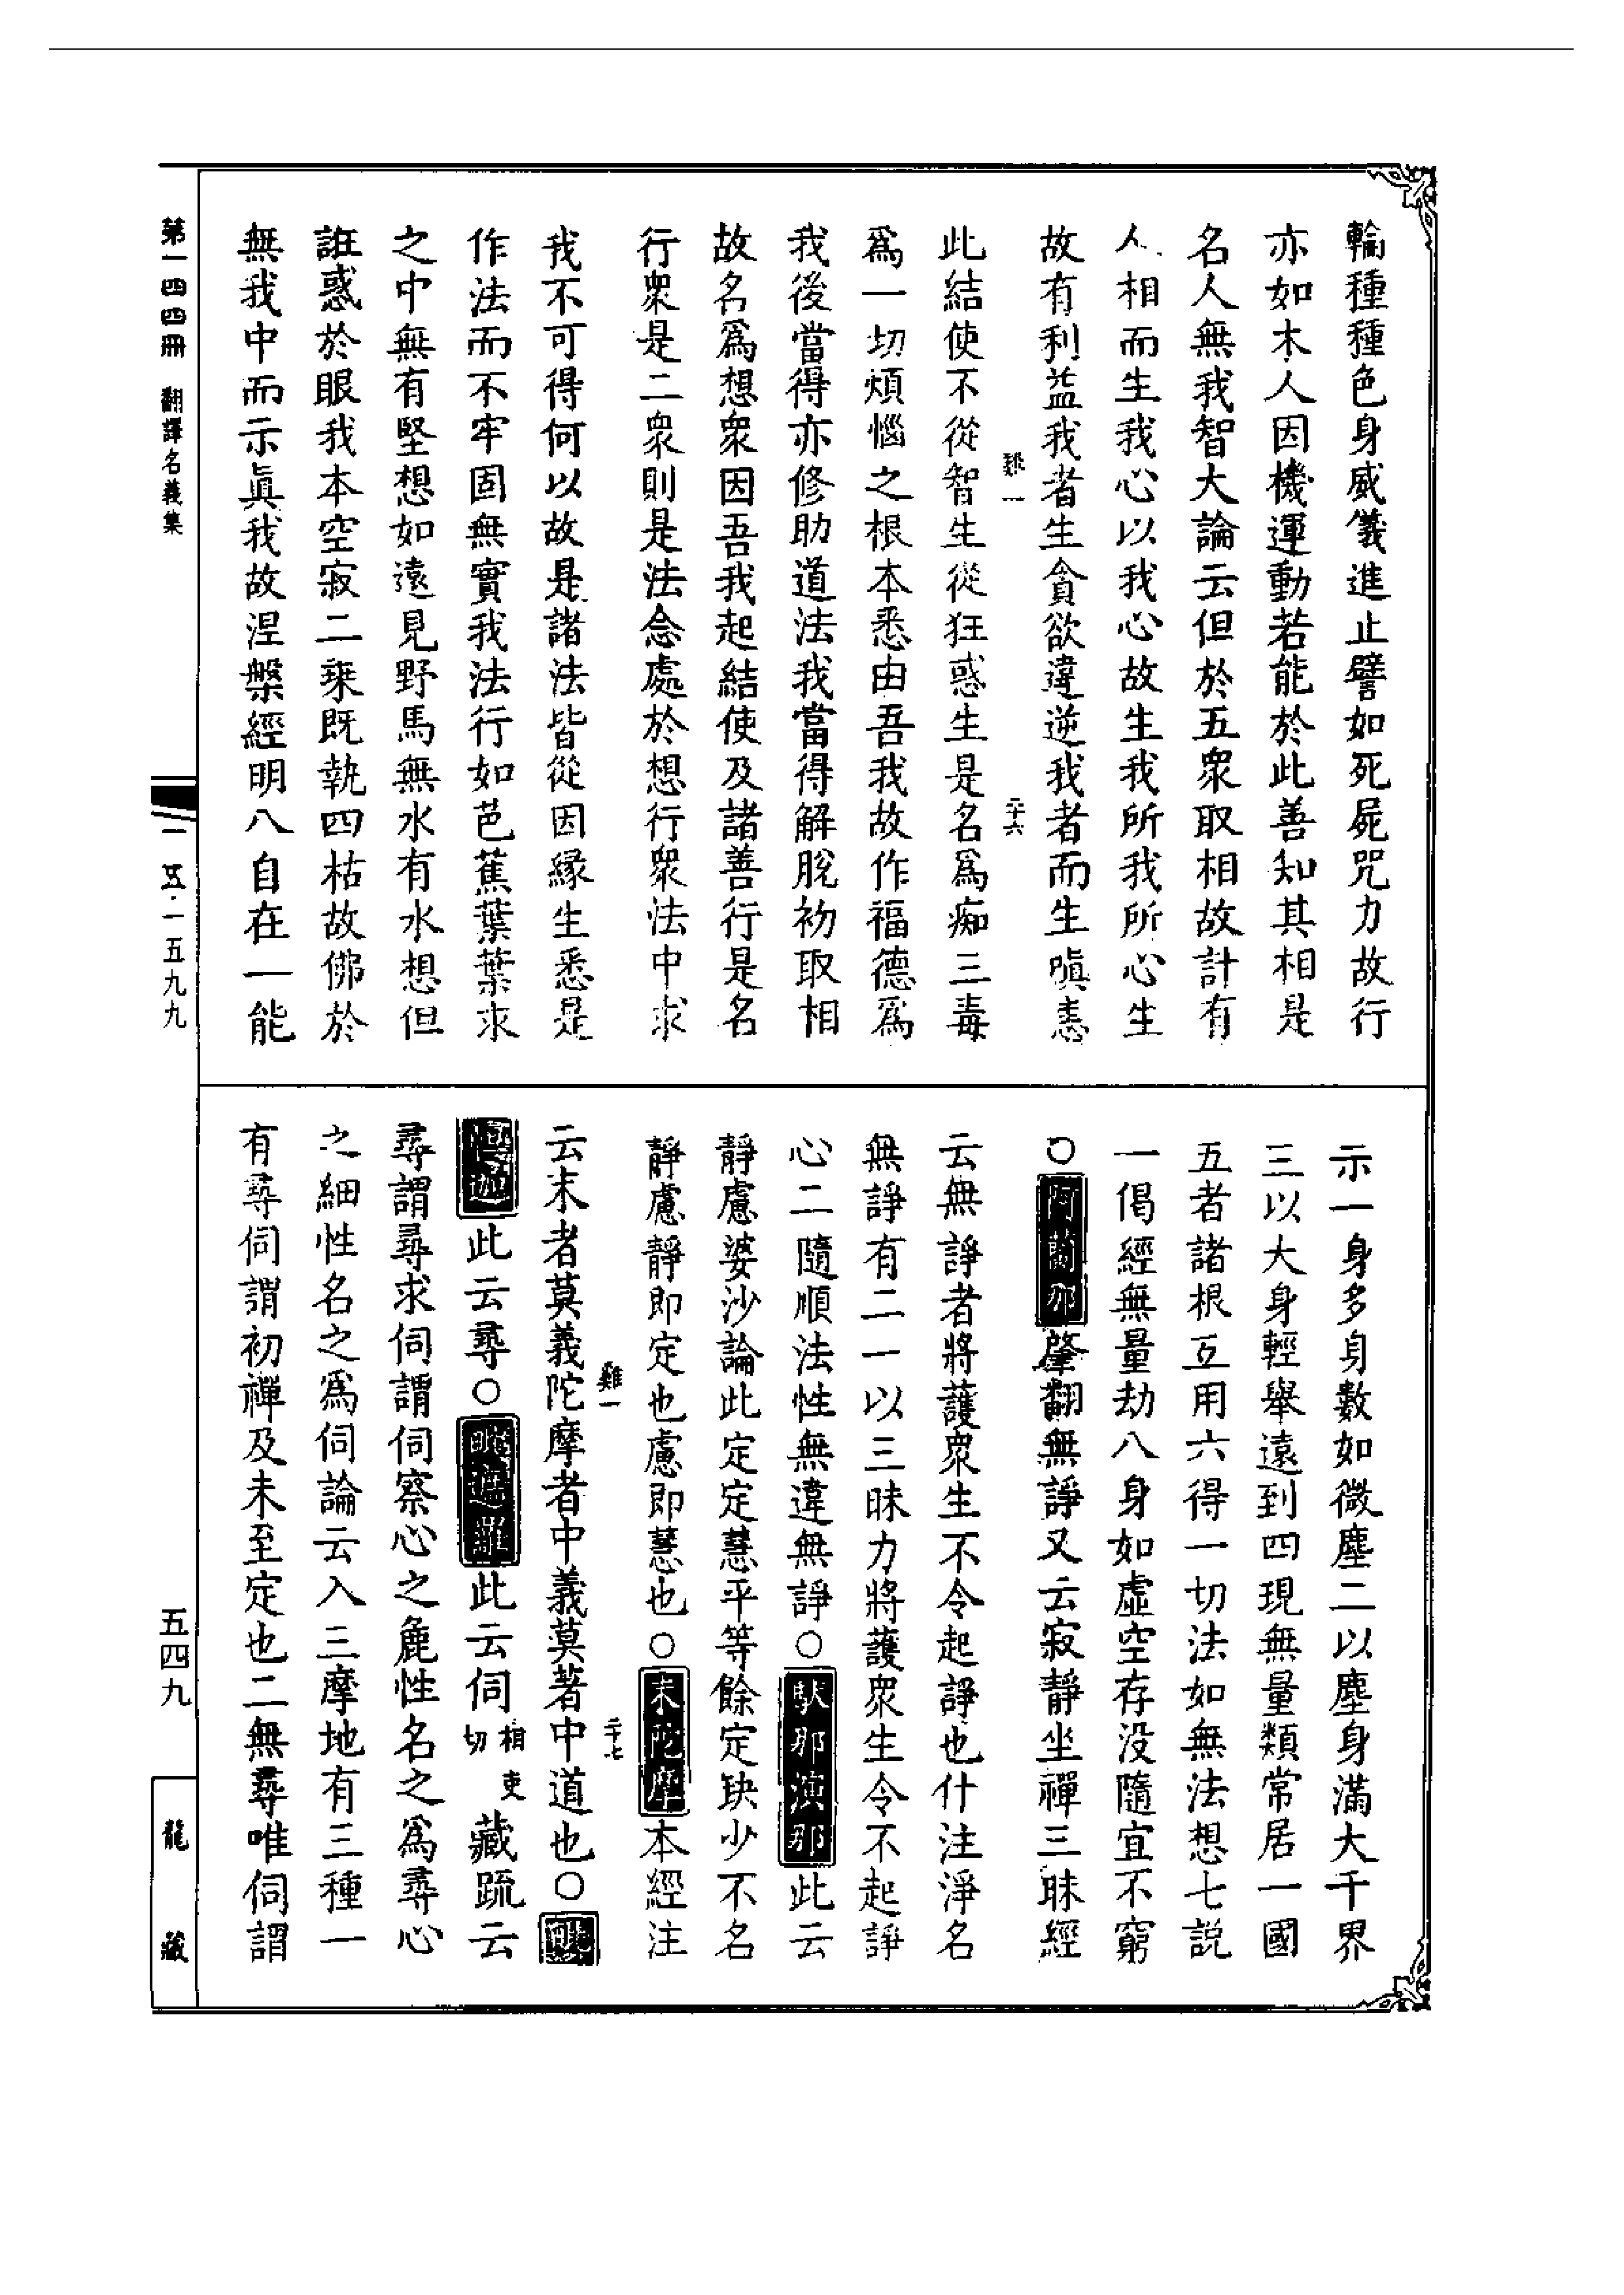 輪種種色身威儀進止譬如死屍咒力故行
亦如木人因機運動若能於此善知其相是
名人無我智大論云但於五衆取相故計有
人相而生我心以我心故生我所我所心生
故有利益我者生貪欲違逆我者而生嗔恚
二十六
此結使不從智生從狂惑生是名爲痴三毒
爲一切煩惱之根本悉由吾我故作福德爲
我後當得亦修助道法我當得解脫初取相
故名爲想衆因吾我起結使及諸善行是名
行衆是二衆則是法念處於想行衆法中求
我不可得何以故是諸法皆從因緣生悉是
作法而不牢固無實我法行如芭蕉葉葉求
之中無有堅想如遠見野馬無水有水想但
誑惑於眼我本空寂二乘既執四枯故佛於
無我中而示眞我故涅槃經明八自在一能
示一身多身數如微塵二以塵身滿大千界
三以大身輕舉遠到四現無量類常居一國
五者諸根互用六得一切法如無法想七説
一偈經無量劫八身如虛空存没隨宜不窮
○阿蘭那肇翻無諍又云寂靜坐禪三昧經
云無諍者將護衆生不令起諍也什注淨名
無諍有二一以三昧力將護衆生令不起諍
心二隨順法性無違無諍○馱那演那此云
靜慮婆沙論此定定慧平等餘定缺少不名
靜慮靜即定也慮即慧也○末陀摩本經注
云末者莫義陀摩者中義莫著中道也○毗
難一
二十七
怛迦此云尋○毗遮羅此云伺相吏切藏疏云
尋謂尋求伺謂伺察心之麁性名之爲尋心
之細性名之爲伺論云入三摩地有三種一
有尋伺謂初禪及未至定也二無尋唯伺謂
第一四四冊 翻譯名義集
一五·一五九九
五四九
龍藏